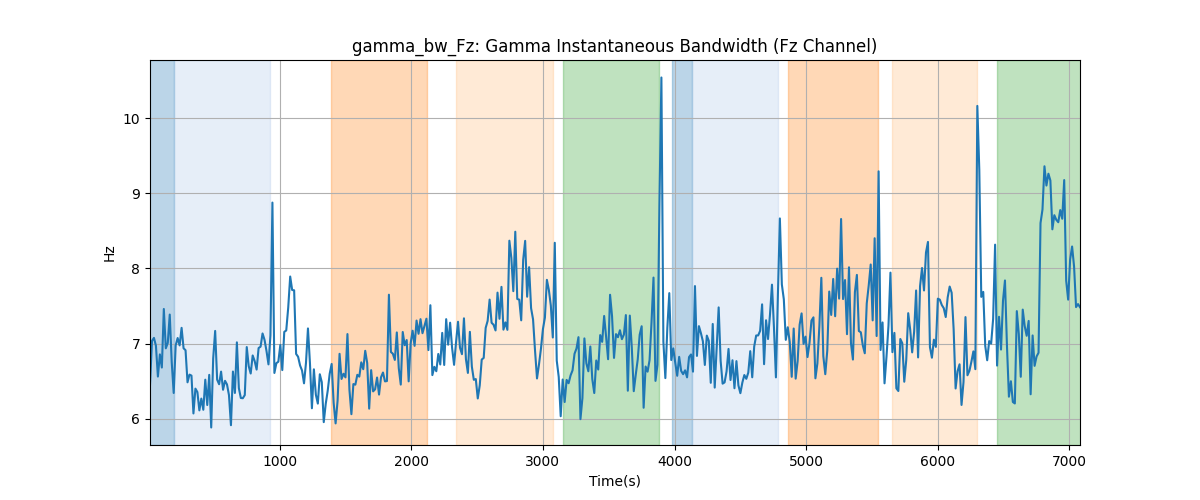 gamma_bw_Fz: Gamma Instantaneous Bandwidth (Fz Channel)
Hz
10
9
8
7
6
1000 2000 3000 4000 5000 6000 7000
Time(s)